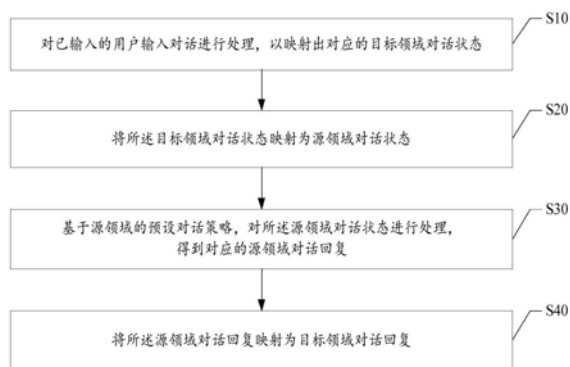 S10
对已输入的用户输入对话进行处理，以映射出对应的目标领域对话状态
S20
将所述目标领域对话状态映射为源领域对话状态
S30
基于源领域的预设对话策略，对所述源领域对话状态进行处理，
得到对应的源领域对话回复
S40
将所述源领域对话回复映射为目标领域对话回复